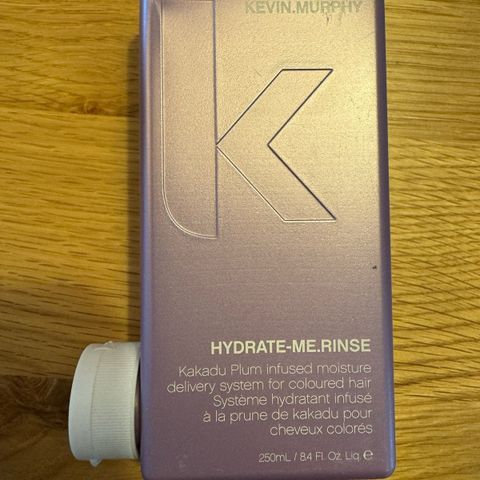 KEVIN.MURPHY
K
HYDRATE-ME.RINSE
Kakadu Plum infused moisture
delivery system for coloured hair
Système hydratant infusé
à la prune de kakadu pour
cheveux colorés
250mL / 8.4 Fl. Oz. Liq. e